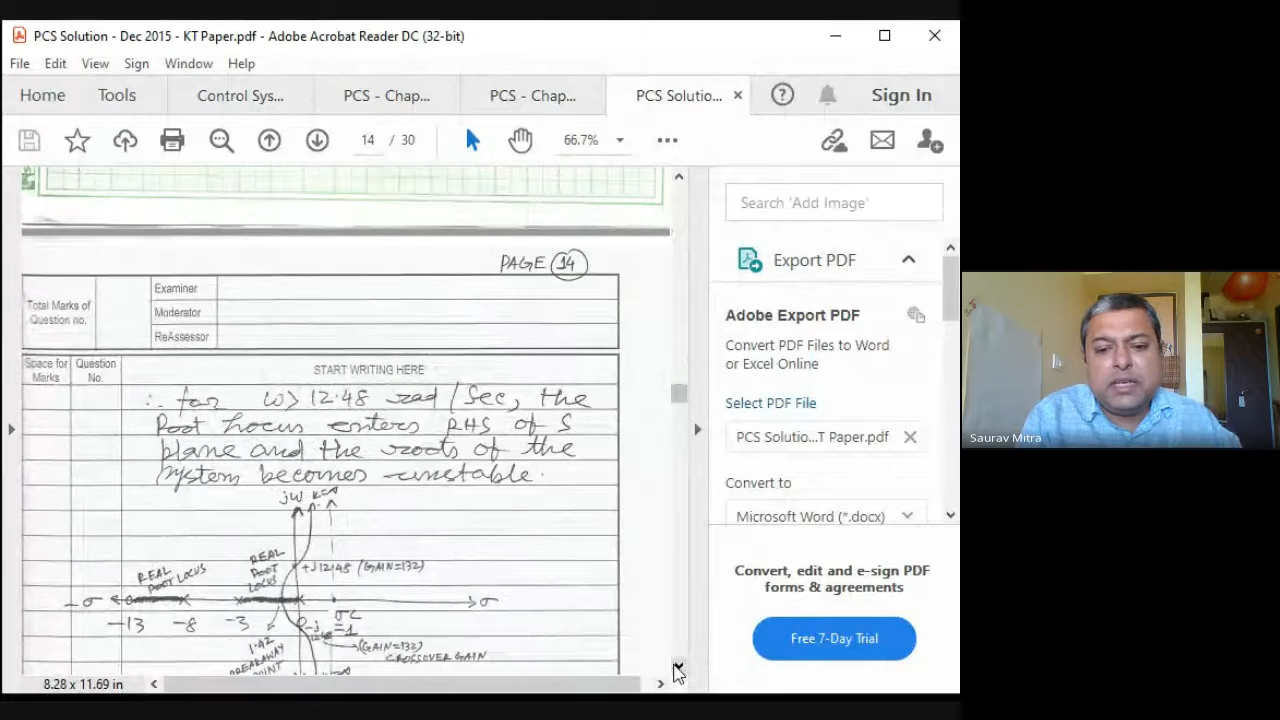 PCS Solution - Dec 2015 - KT Paper.pdf - Adobe Acrobat Reader DC (32-bit)
File Edit View Sign Window Help
Home Tools Control Sys... PCS - Chap... PCS - Chap... PCS Solutio... Sign In
14 / 30 66.7%
Search 'Add Image'
Export PDF
Adobe Export PDF
Convert PDF Files to Word
or Excel Online
Select PDF File
PCS Solutio...T Paper.pdf
Convert to
Microsoft Word (*.docx)
Convert, edit and e-sign PDF
forms & agreements
Free 7-Day Trial
PAGE 14
Total Marks of
Question no.
Examiner
Moderator
ReAssessor
Space for
Marks
Question
No.
START WRITING HERE
∴ for ω> 12.48 rad/sec, the
Root Locus enters RHS of S
plane and the roots of the
system becomes unstable.
jω
REAL
ROOT LOCUS
REAL
ROOT
LOCUS
+j12.48 (GAIN=132)
-σ -13 -8 -3 σ
σc
=1
1.42
BREAKAWAY
POINT
(GAIN=132)
CROSSOVER GAIN
8.28 x 11.69 in
Saurav Mitra